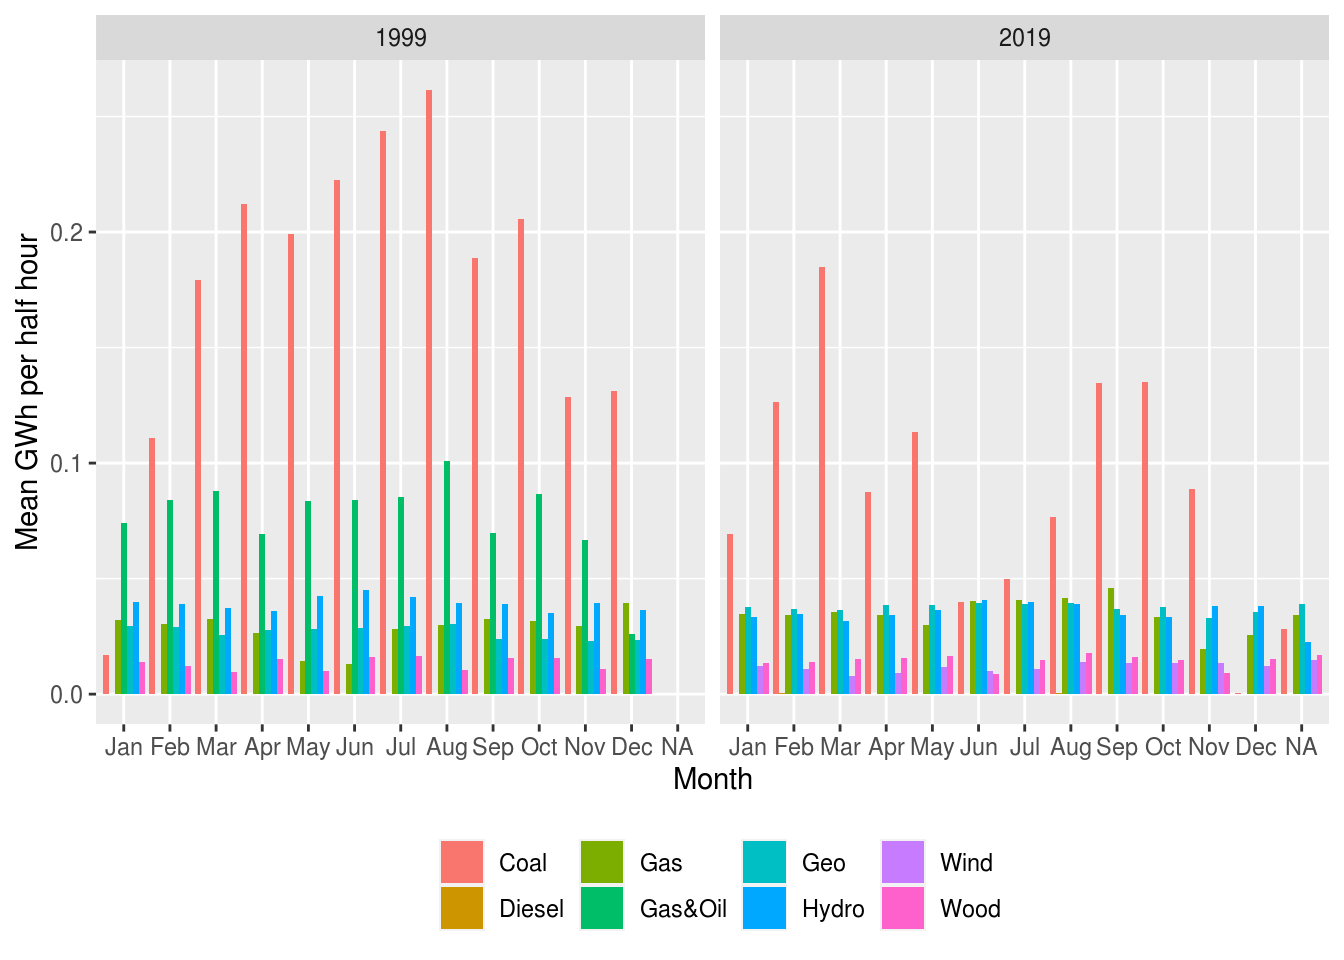 1999 2019
Mean GWh per half hour
0.2
0.1
0.0
Jan Feb Mar Apr May Jun Jul Aug Sep Oct Nov Dec NA Jan Feb Mar Apr May Jun Jul Aug Sep Oct Nov Dec NA
Month
Coal Gas Geo Wind
Diesel Gas&Oil Hydro Wood